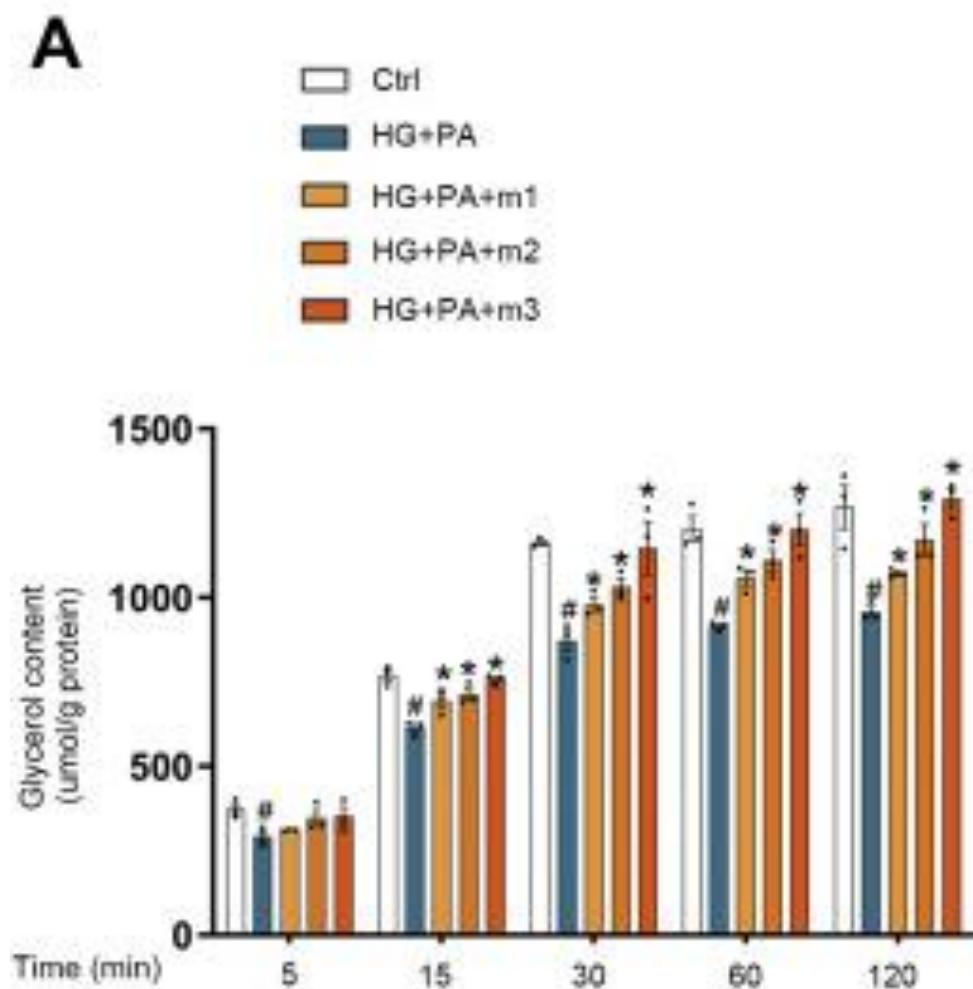 A
Ctrl
HG+PA
HG+PA+m1
HG+PA+m2
HG+PA+m3
Glycerol content
(umol/g protein)
1500
1000
500
0
# # * * * # * * * # * * * # * * *
Time (min) 5 15 30 60 120